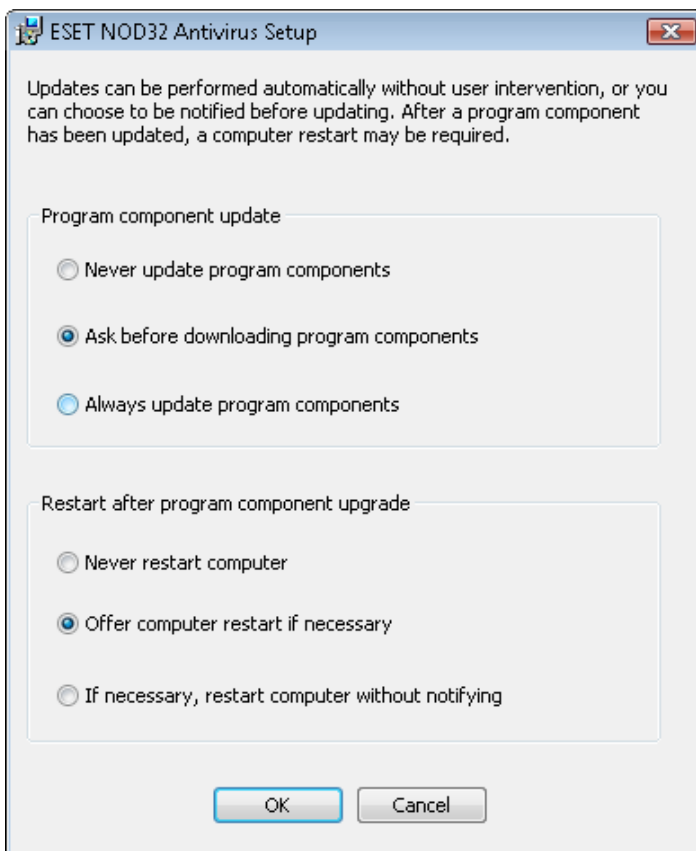 ESET NOD32 Antivirus Setup
Updates can be performed automatically without user intervention, or you
can choose to be notified before updating. After a program component
has been updated, a computer restart may be required.
Program component update
Never update program components
Ask before downloading program components
Always update program components
Restart after program component upgrade
Never restart computer
Offer computer restart if necessary
If necessary, restart computer without notifying
OK
Cancel